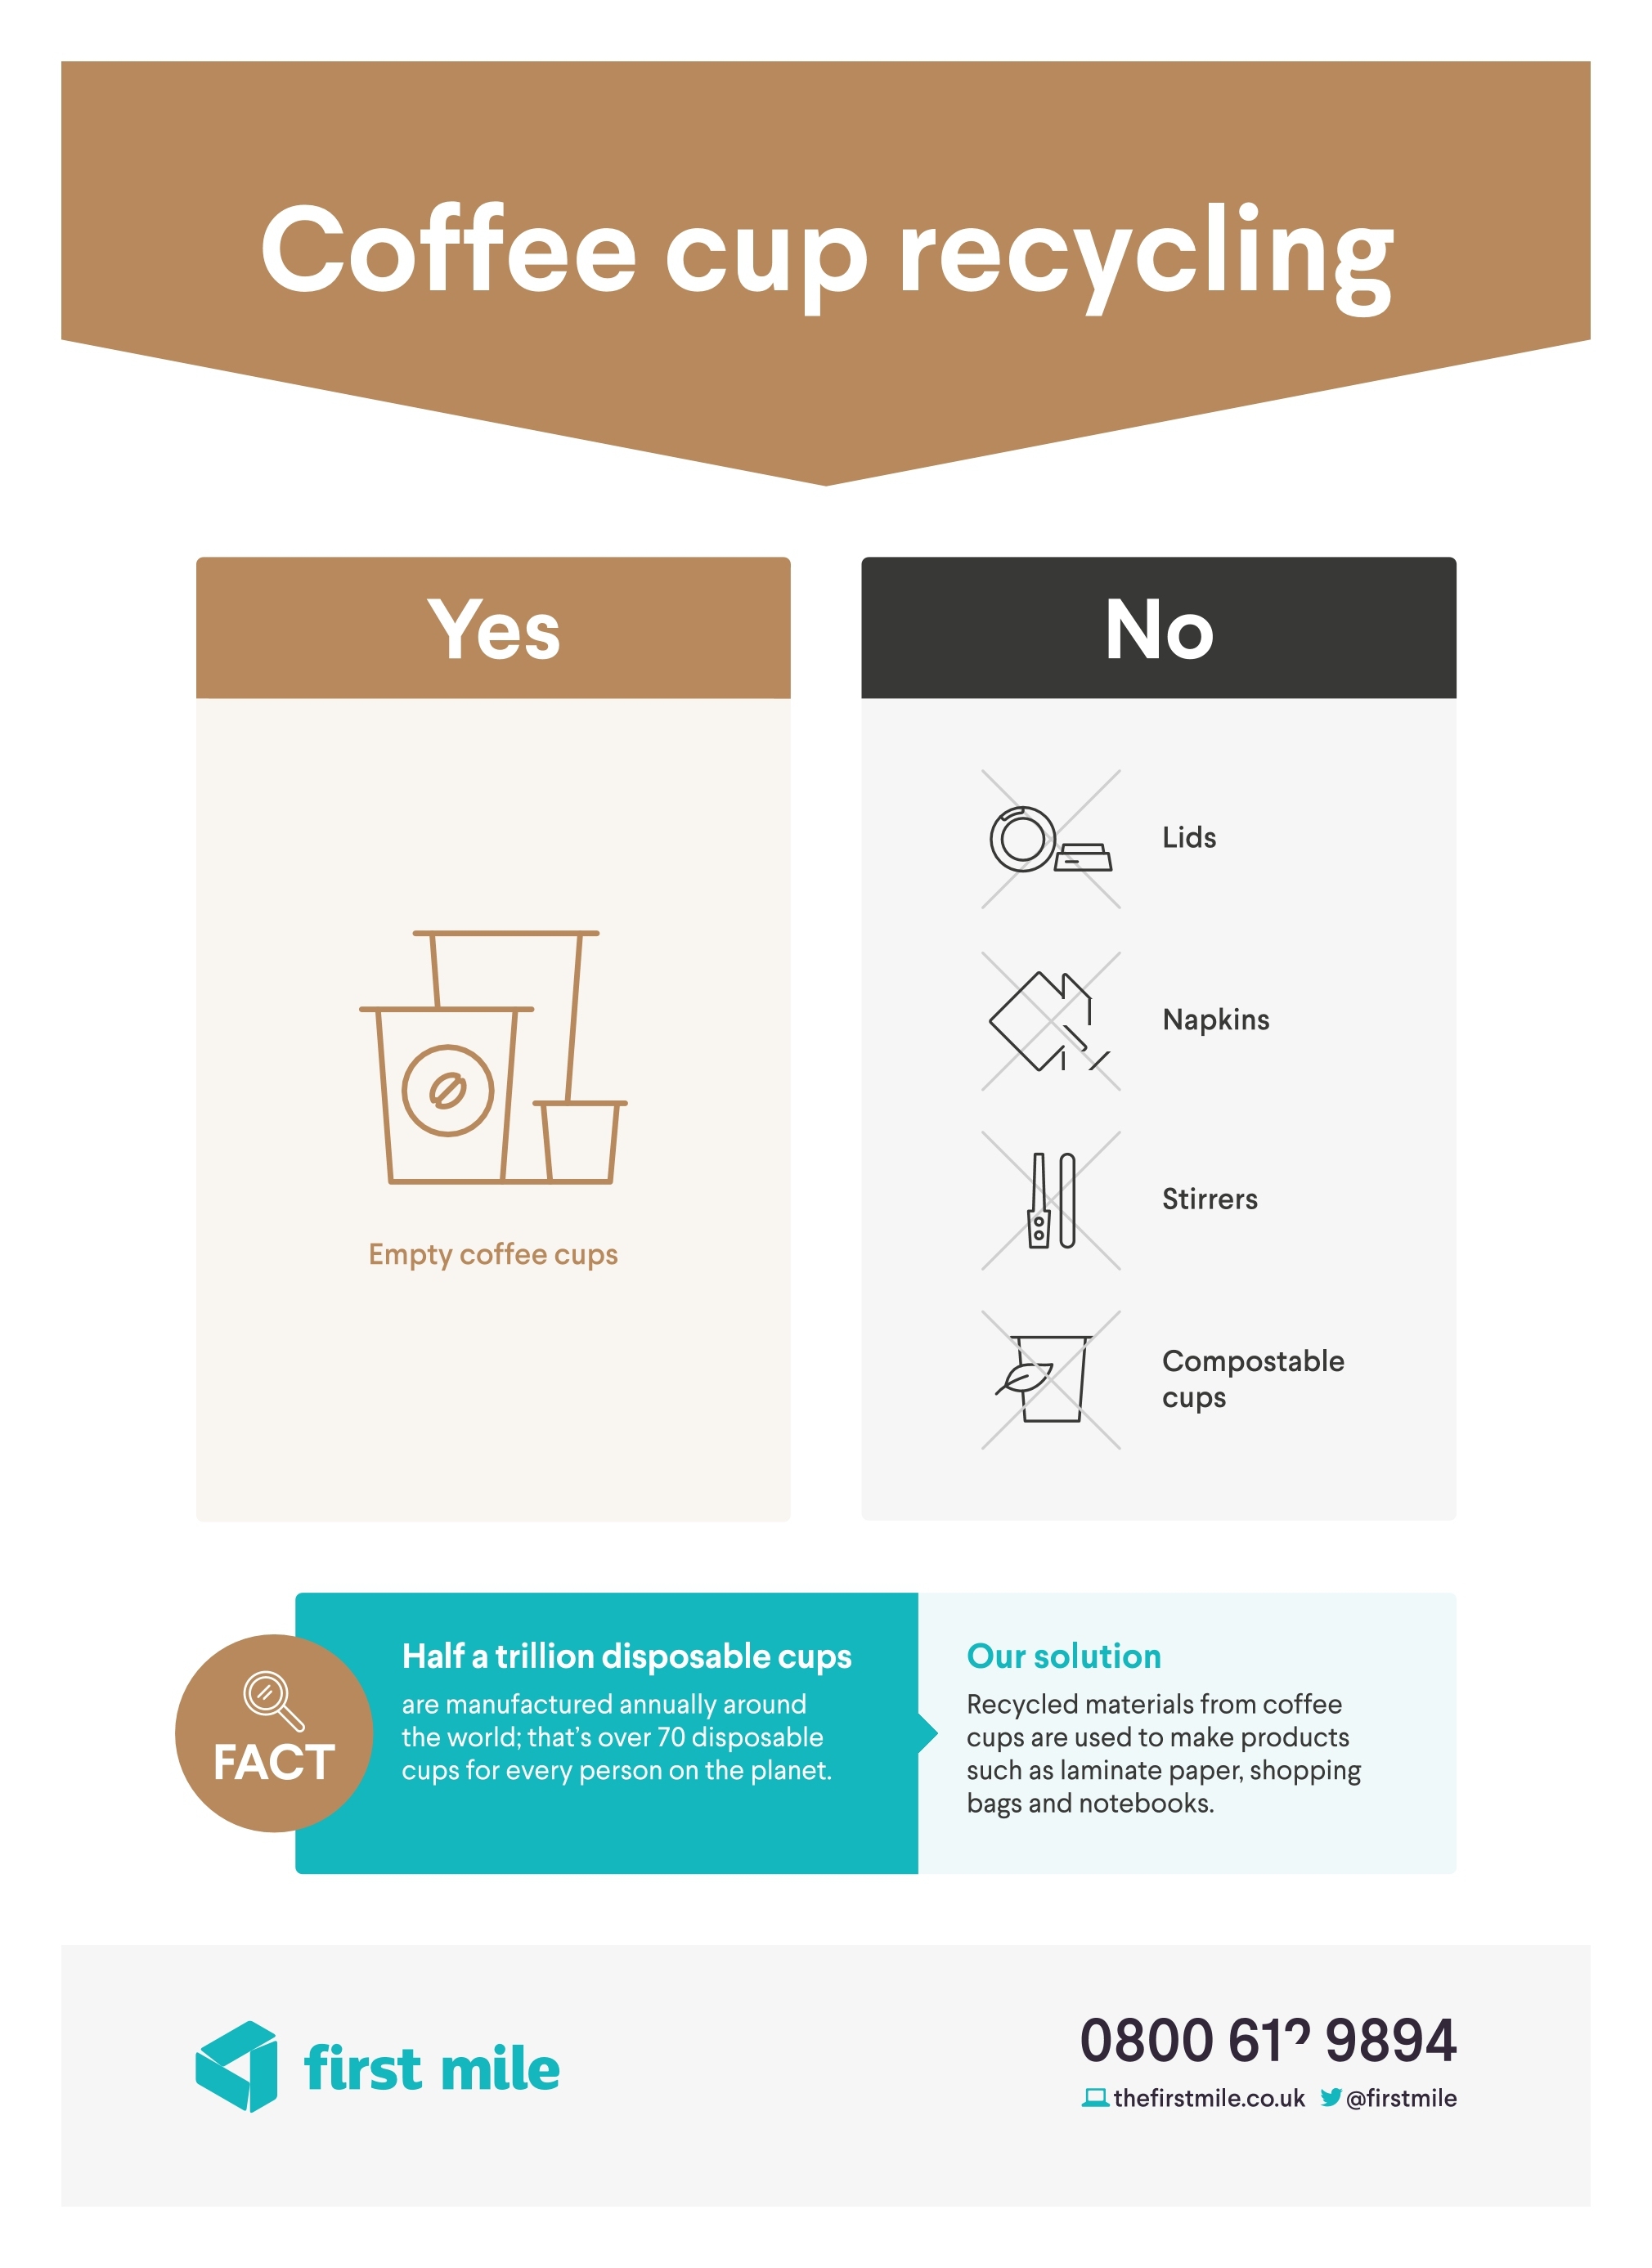 Coffee cup recycling
Yes
Empty coffee cups
No
Lids
Napkins
Stirrers
Compostable
cups
FACT
Half a trillion disposable cups
are manufactured annually around
the world; that’s over 70 disposable
cups for every person on the planet.
Our solution
Recycled materials from coffee
cups are used to make products
such as laminate paper, shopping
bags and notebooks.
first mile
0800 9894
thefirstmile.co.uk @firstmile